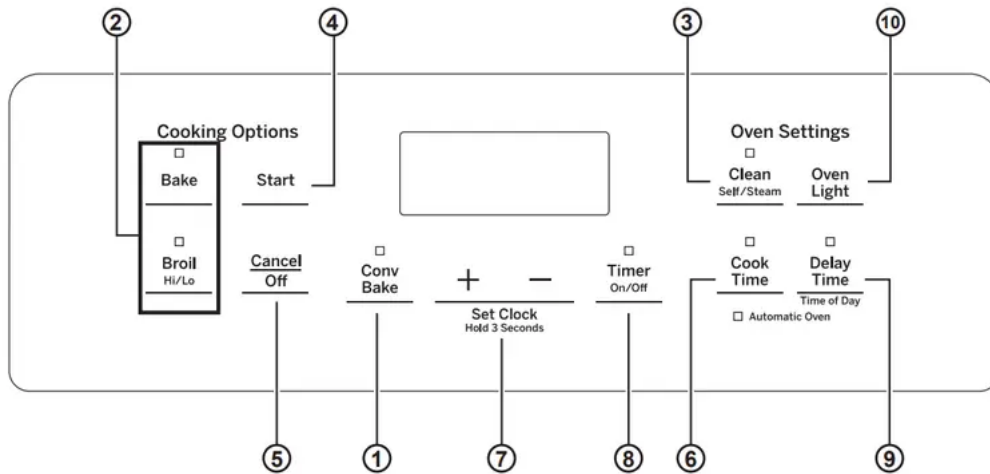 2
4
3
10
Cooking Options
Oven Settings
Bake
Start
Clean
Self/Steam
Oven
Light
Broil
Hi/Lo
Cancel
Off
Conv
Bake
+ −
Set Clock
Hold 3 Seconds
Timer
On/Off
Cook
Time
Delay
Time
Time of Day
Automatic Oven
5
1
7
8
6
9